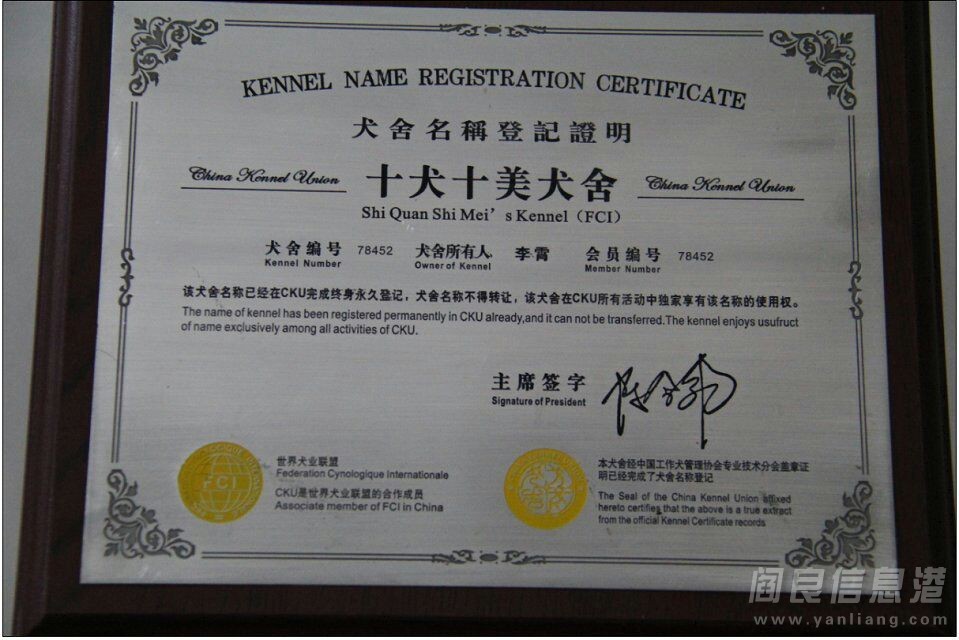 KENNEL NAME REGISTRATION CERTIFICATE
犬舍名稱登記證明
China Kennel Union 十犬十美犬舍 China Kennel Union
Shi Quan Shi Mei’s Kennel（FCI）
犬舍编号 78452 犬舍所有人 李霄 会员编号 78452
Kennel Number Owner of Kennel Member Number
该犬舍名称已经在CKU完成终身永久登记，犬舍名称不得转让，该犬舍在CKU所有活动中独家享有该名称的使用权。
The name of kennel has been registered permanently in CKU already,and it can not be transferred.The kennel enjoys usufruct
of name exclusively among all activities of CKU.
主席签字
Signature of President
世界犬业联盟
Federation Cynologique Internationale
CKU是世界犬业联盟的合作成员
Associate member of FCI in China
FCI
本犬舍经中国工作犬管理协会专业技术分会盖章证
明已经完成了犬舍名称登记
The Seal of the China Kennel Union affixed
hereto certifies that the above is a true extract
from the official Kennel Certificate records
阎良信息港
www.yanliang.com